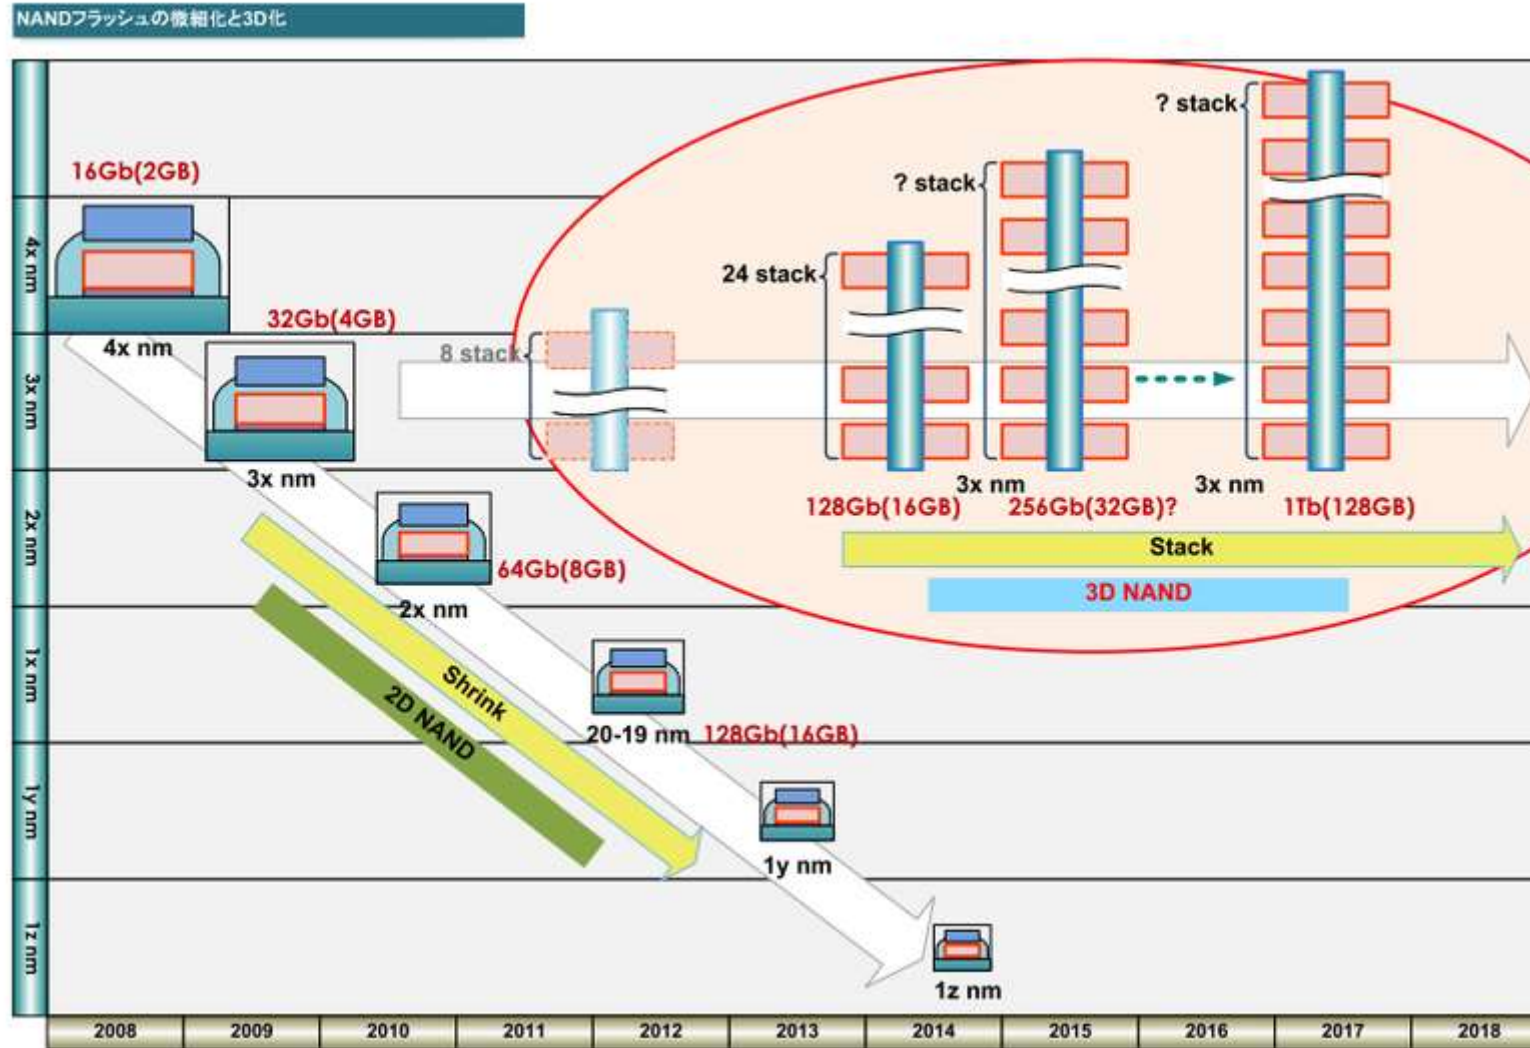 NANDフラッシュの微細化と3D化
16Gb(2GB)
? stack
? stack
4x nm
24 stack
32Gb(4GB)
4x nm
8 stack
3x nm
3x nm
3x nm
3x nm
128Gb(16GB)
256Gb(32GB)?
1Tb(128GB)
2x nm
Stack
64Gb(8GB)
3D NAND
2x nm
1x nm
Shrink
2D NAND
20-19 nm
128Gb(16GB)
1y nm
1y nm
1z nm
1z nm
2008
2009
2010
2011
2012
2013
2014
2015
2016
2017
2018